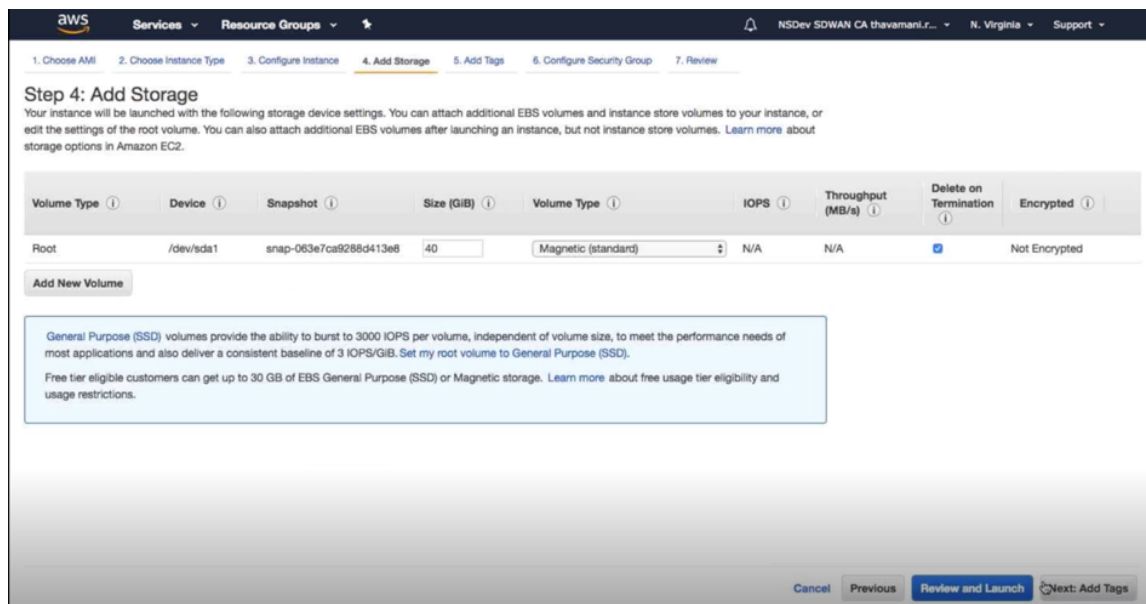 aws Services Resource Groups NSDev SDWAN CA thavamani.r... N. Virginia Support
1. Choose AMI 2. Choose Instance Type 3. Configure Instance 4. Add Storage 5. Add Tags 6. Configure Security Group 7. Review
Step 4: Add Storage
Your instance will be launched with the following storage device settings. You can attach additional EBS volumes and instance store volumes to your instance, or
edit the settings of the root volume. You can also attach additional EBS volumes after launching an instance, but not instance store volumes. Learn more about
storage options in Amazon EC2.
Volume Type Device Snapshot Size (GiB) Volume Type IOPS Throughput (MB/s) Delete on Termination Encrypted
Root /dev/sda1 snap-063e7ca9288d413e8 40 Magnetic (standard) N/A N/A Not Encrypted
Add New Volume
General Purpose (SSD) volumes provide the ability to burst to 3000 IOPS per volume, independent of volume size, to meet the performance needs of
most applications and also deliver a consistent baseline of 3 IOPS/GiB. Set my root volume to General Purpose (SSD).
Free tier eligible customers can get up to 30 GB of EBS General Purpose (SSD) or Magnetic storage. Learn more about free usage tier eligibility and
usage restrictions.
Cancel Previous Review and Launch Next: Add Tags